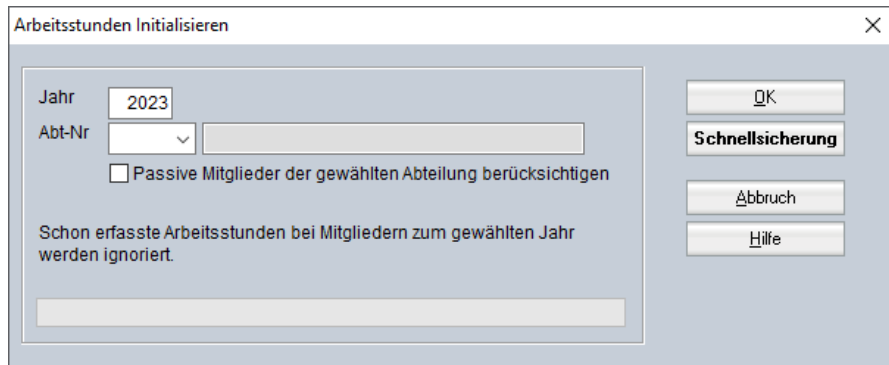 Arbeitsstunden Initialisieren
Jahr 2023
OK
Abt-Nr
Schnellsicherung
Passive Mitglieder der gewählten Abteilung berücksichtigen
Abbruch
Schon erfasste Arbeitsstunden bei Mitgliedern zum gewählten Jahr
werden ignoriert.
Hilfe